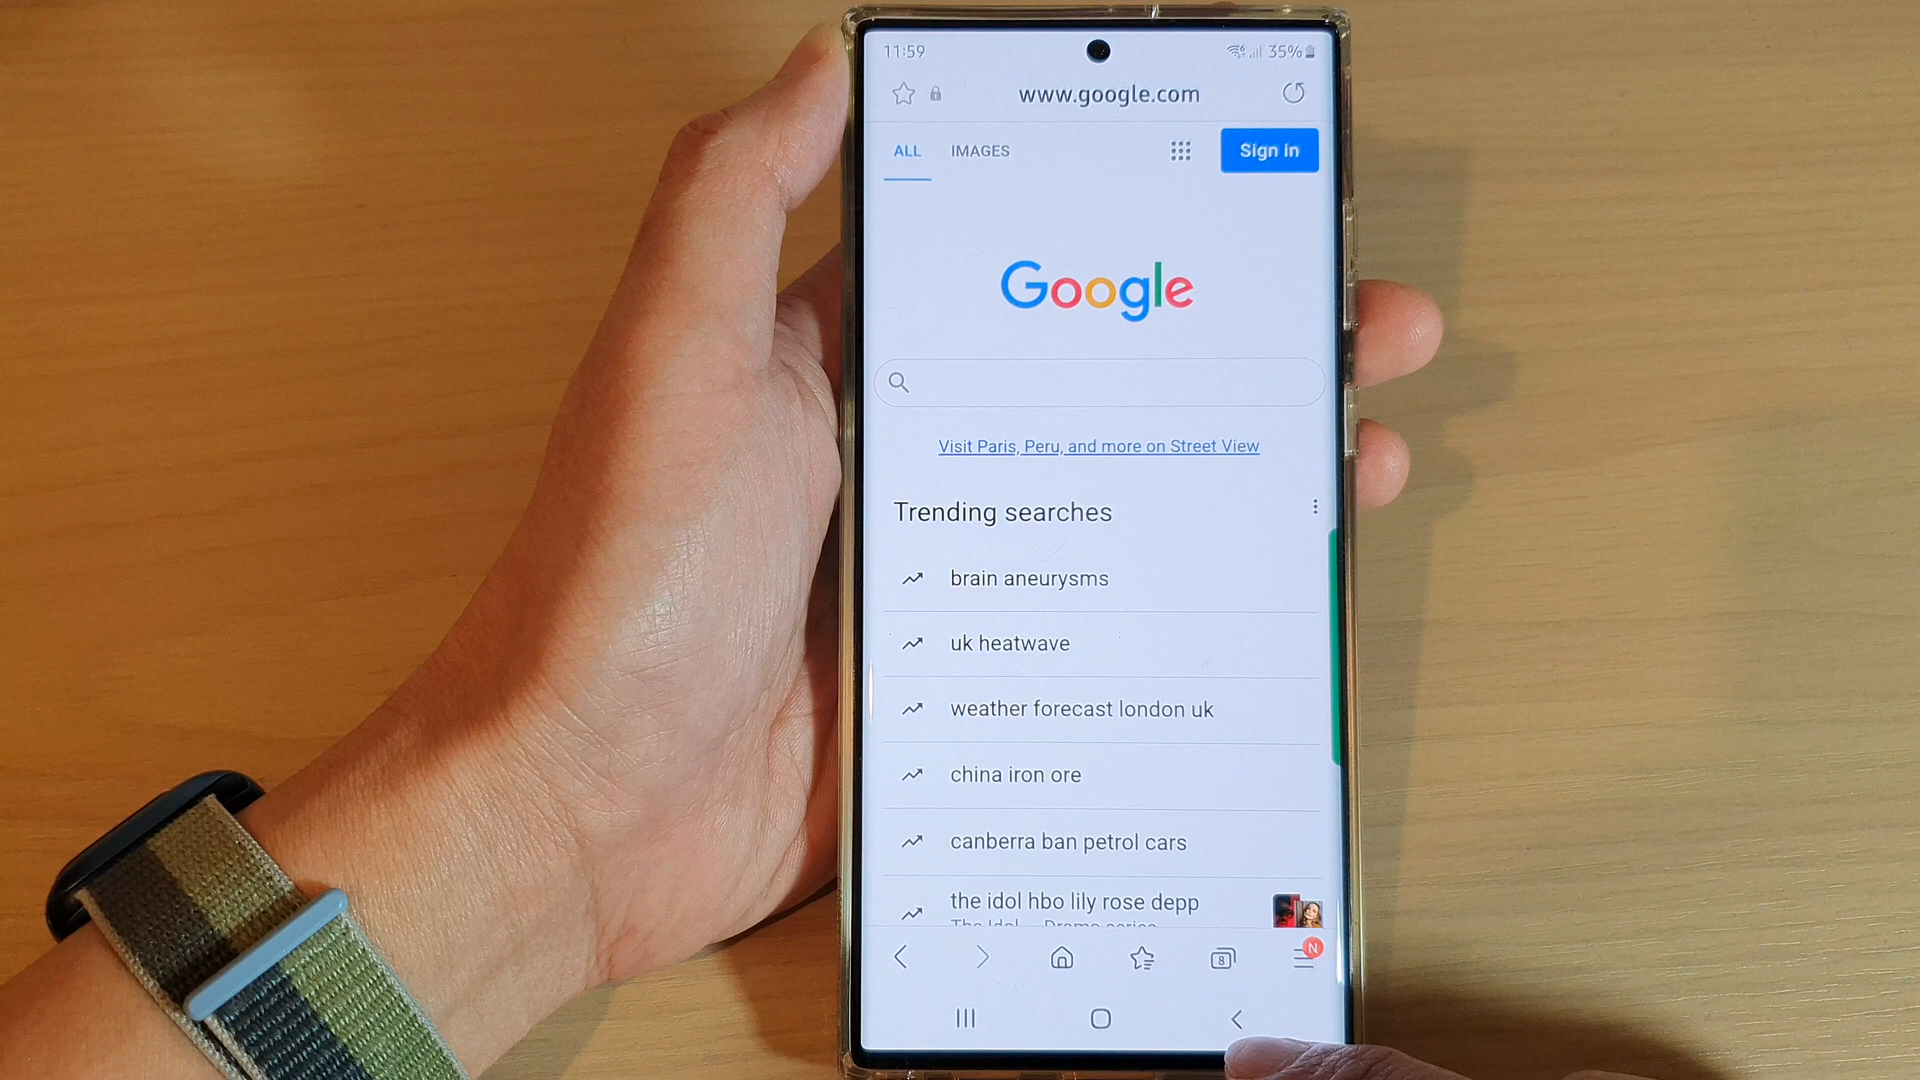 11:59
35%
www.google.com
ALL IMAGES Sign in
Google
Visit Paris, Peru, and more on Street View
Trending searches
brain aneurysms
uk heatwave
weather forecast london uk
china iron ore
canberra ban petrol cars
the idol hbo lily rose depp
The Idol — Drama series
8
N